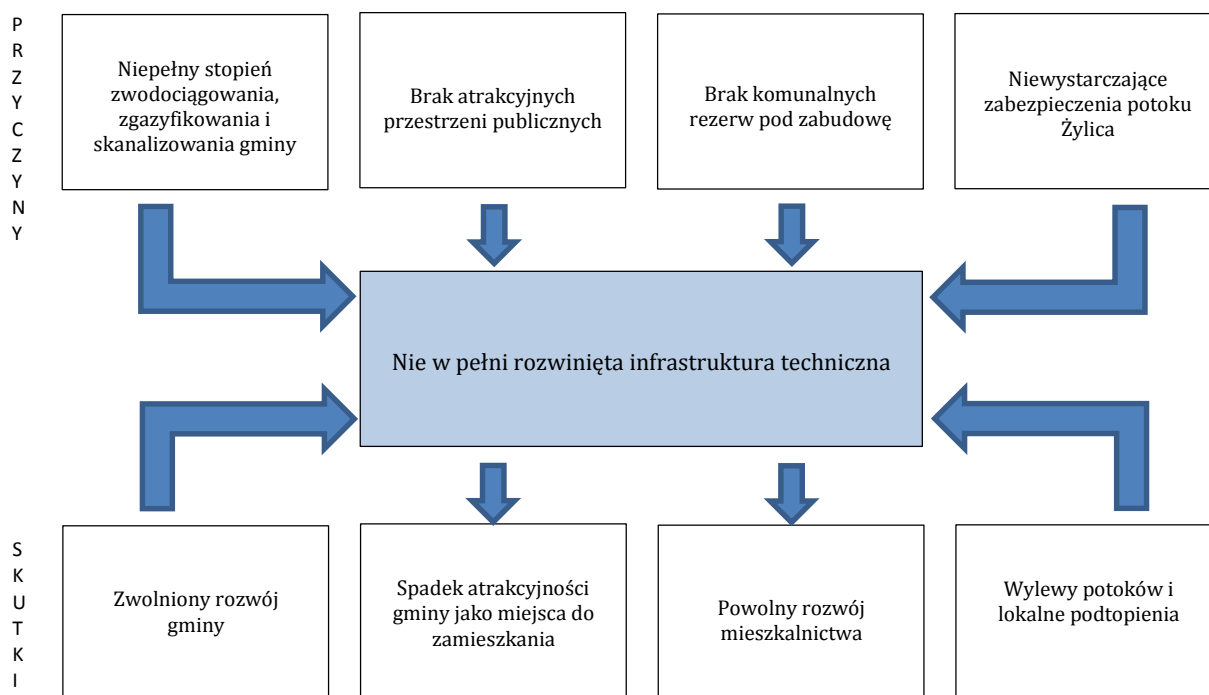 PRZYCZYNY
Niepełny stopień
zwodociągowania,
zgazyfikowania i
skanalizowania gminy
Brak atrakcyjnych
przestrzeni publicznych
Brak komunalnych
rezerw pod zabudowę
Niewystarczające
zabezpieczenia potoku
Żylica
Nie w pełni rozwinięta infrastruktura techniczna
SKUTKI
Zwolniony rozwój
gminy
Spadek atrakcyjności
gminy jako miejsca do
zamieszkania
Powolny rozwój
mieszkalnictwa
Wylewy potoków i
lokalne podtopienia